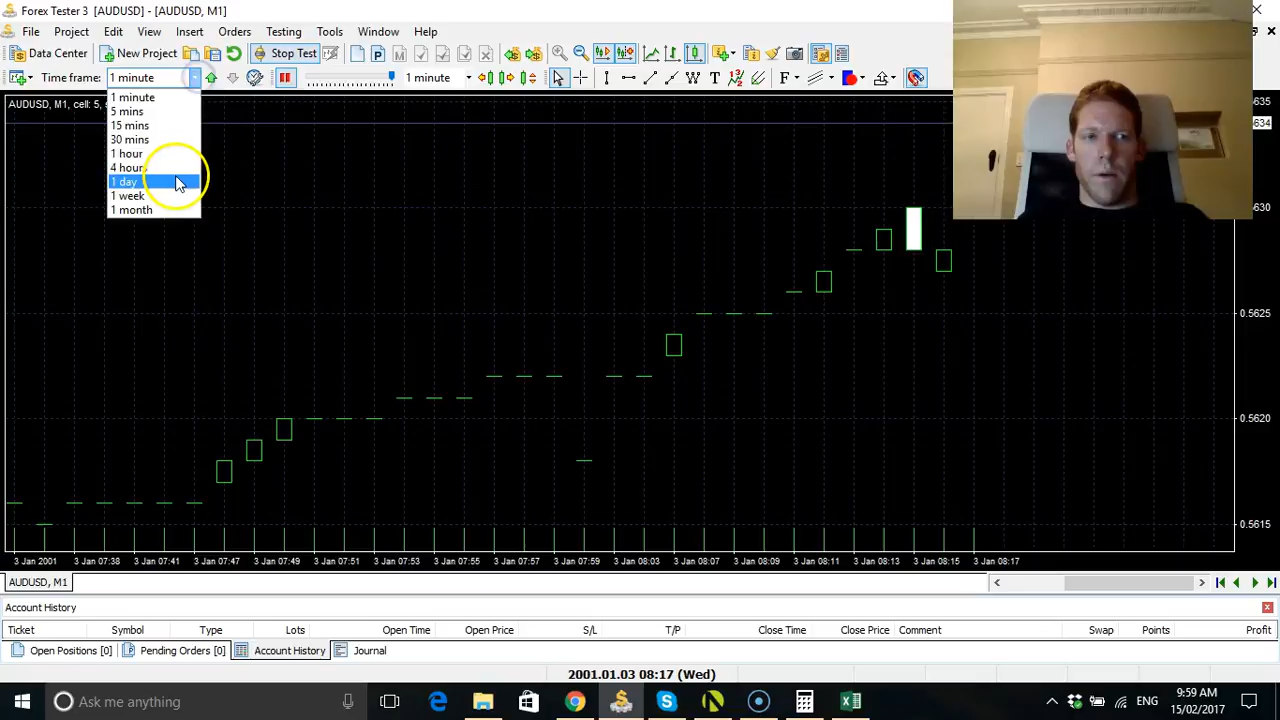 Forex Tester 3 [AUDUSD] - [AUDUSD, M1]
File Project Edit View Insert Orders Testing Tools Window Help
Data Center New Project Stop Test
Time frame: 1 minute 1 minute
1 minute
5 mins
15 mins
30 mins
1 hour
4 hours
1 day
1 week
1 month
AUDUSD, M1, cell: 5,
635
634
630
0.5625
0.5620
0.5615
3 Jan 2001 3 Jan 07:38 3 Jan 07:41 3 Jan 07:47 3 Jan 07:49 3 Jan 07:51 3 Jan 07:53 3 Jan 07:55 3 Jan 07:57 3 Jan 08:03 3 Jan 08:07 3 Jan 08:09 3 Jan 08:11 3 Jan 08:13 3 Jan 08:15 3 Jan 08:17
AUDUSD, M1
Account History
Ticket Symbol Type Lots Open Time Open Price S/L T/P Close Time Close Price Comment Swap Points Profit
Open Positions [0] Pending Orders [0] Account History Journal
2001.01.03 08:17 (Wed)
Ask me anything
ENG
9:59 AM
15/02/2017